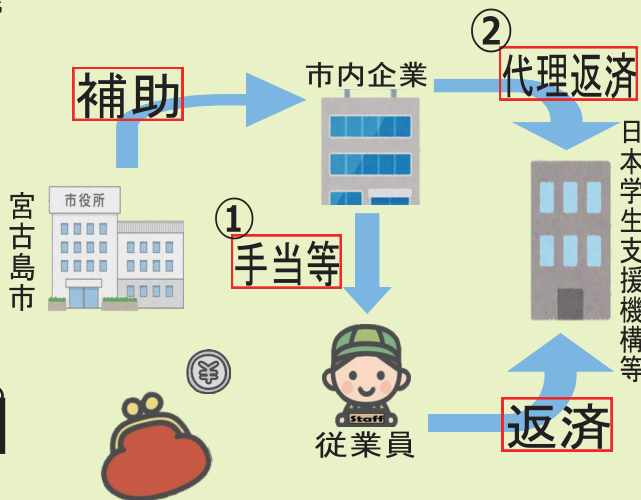 ②
代理返済
補助
市内企業
日本学生支援機構等
市役所
宮古島市
①
手当等
¥
Staff
返済
従業員